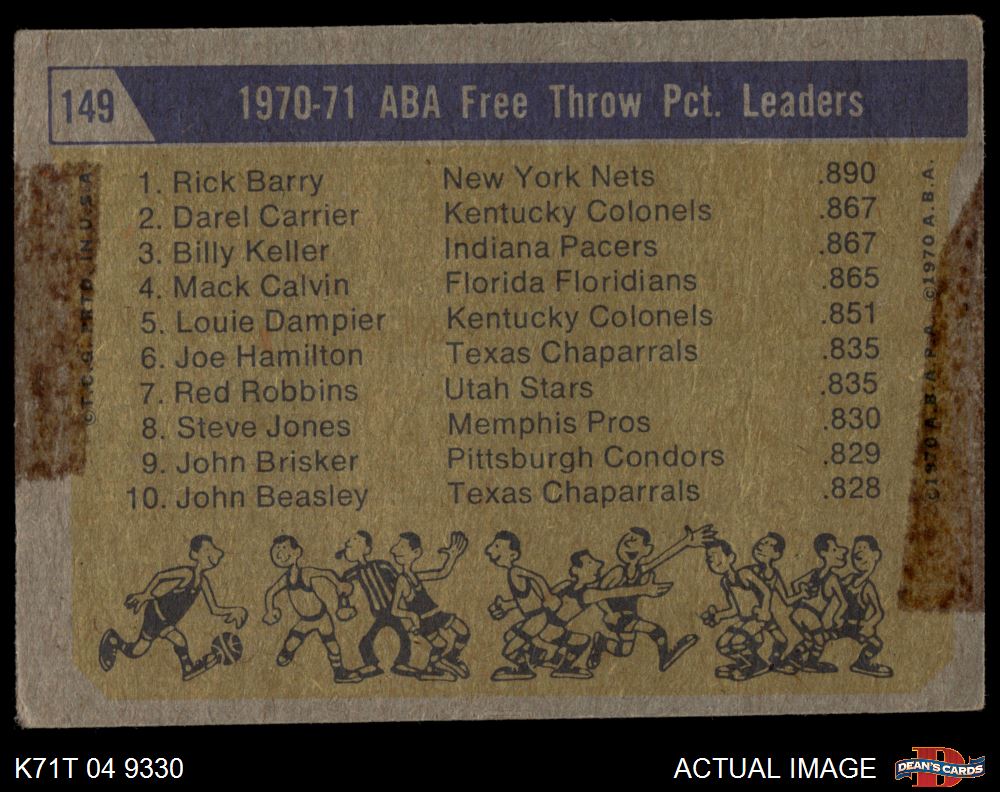 149 1970-71 ABA Free Throw Pct. Leaders
1. Rick Barry New York Nets .890
2. Darel Carrier Kentucky Colonels .867
3. Billy Keller Indiana Pacers .867
4. Mack Calvin Florida Floridians .865
5. Louie Dampier Kentucky Colonels .851
6. Joe Hamilton Texas Chaparrals .835
7. Red Robbins Utah Stars .835
8. Steve Jones Memphis Pros .830
9. John Brisker Pittsburgh Condors .829
10. John Beasley Texas Chaparrals .828
©T.C.G. PRTD. IN U.S.A.
©1970 A.B.A.P.A. ©1970 A.B.A.
K71T 04 9330
ACTUAL IMAGE
DEAN'S CARDS